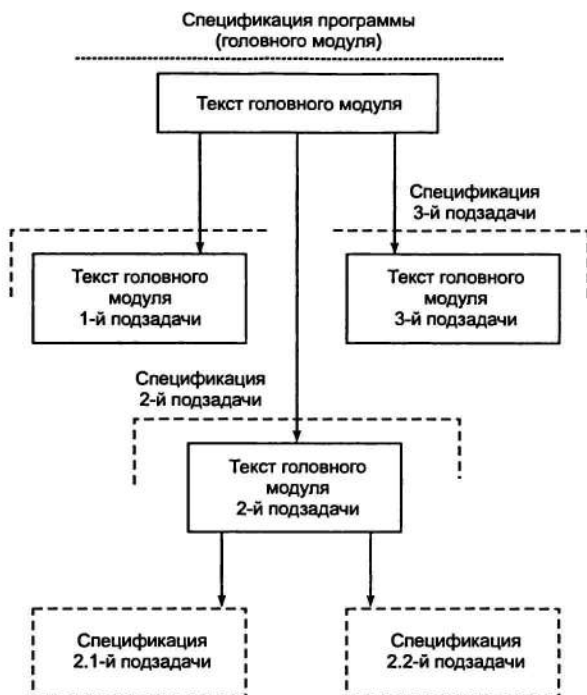 Спецификация программы
(головного модуля)
Текст головного модуля
Спецификация
3-й подзадачи
Текст головного
модуля
1-й подзадачи
Текст головного
модуля
3-й подзадачи
Спецификация
2-й подзадачи
Текст головного
модуля
2-й подзадачи
Спецификация
2.1-й подзадачи
Спецификация
2.2-й подзадачи